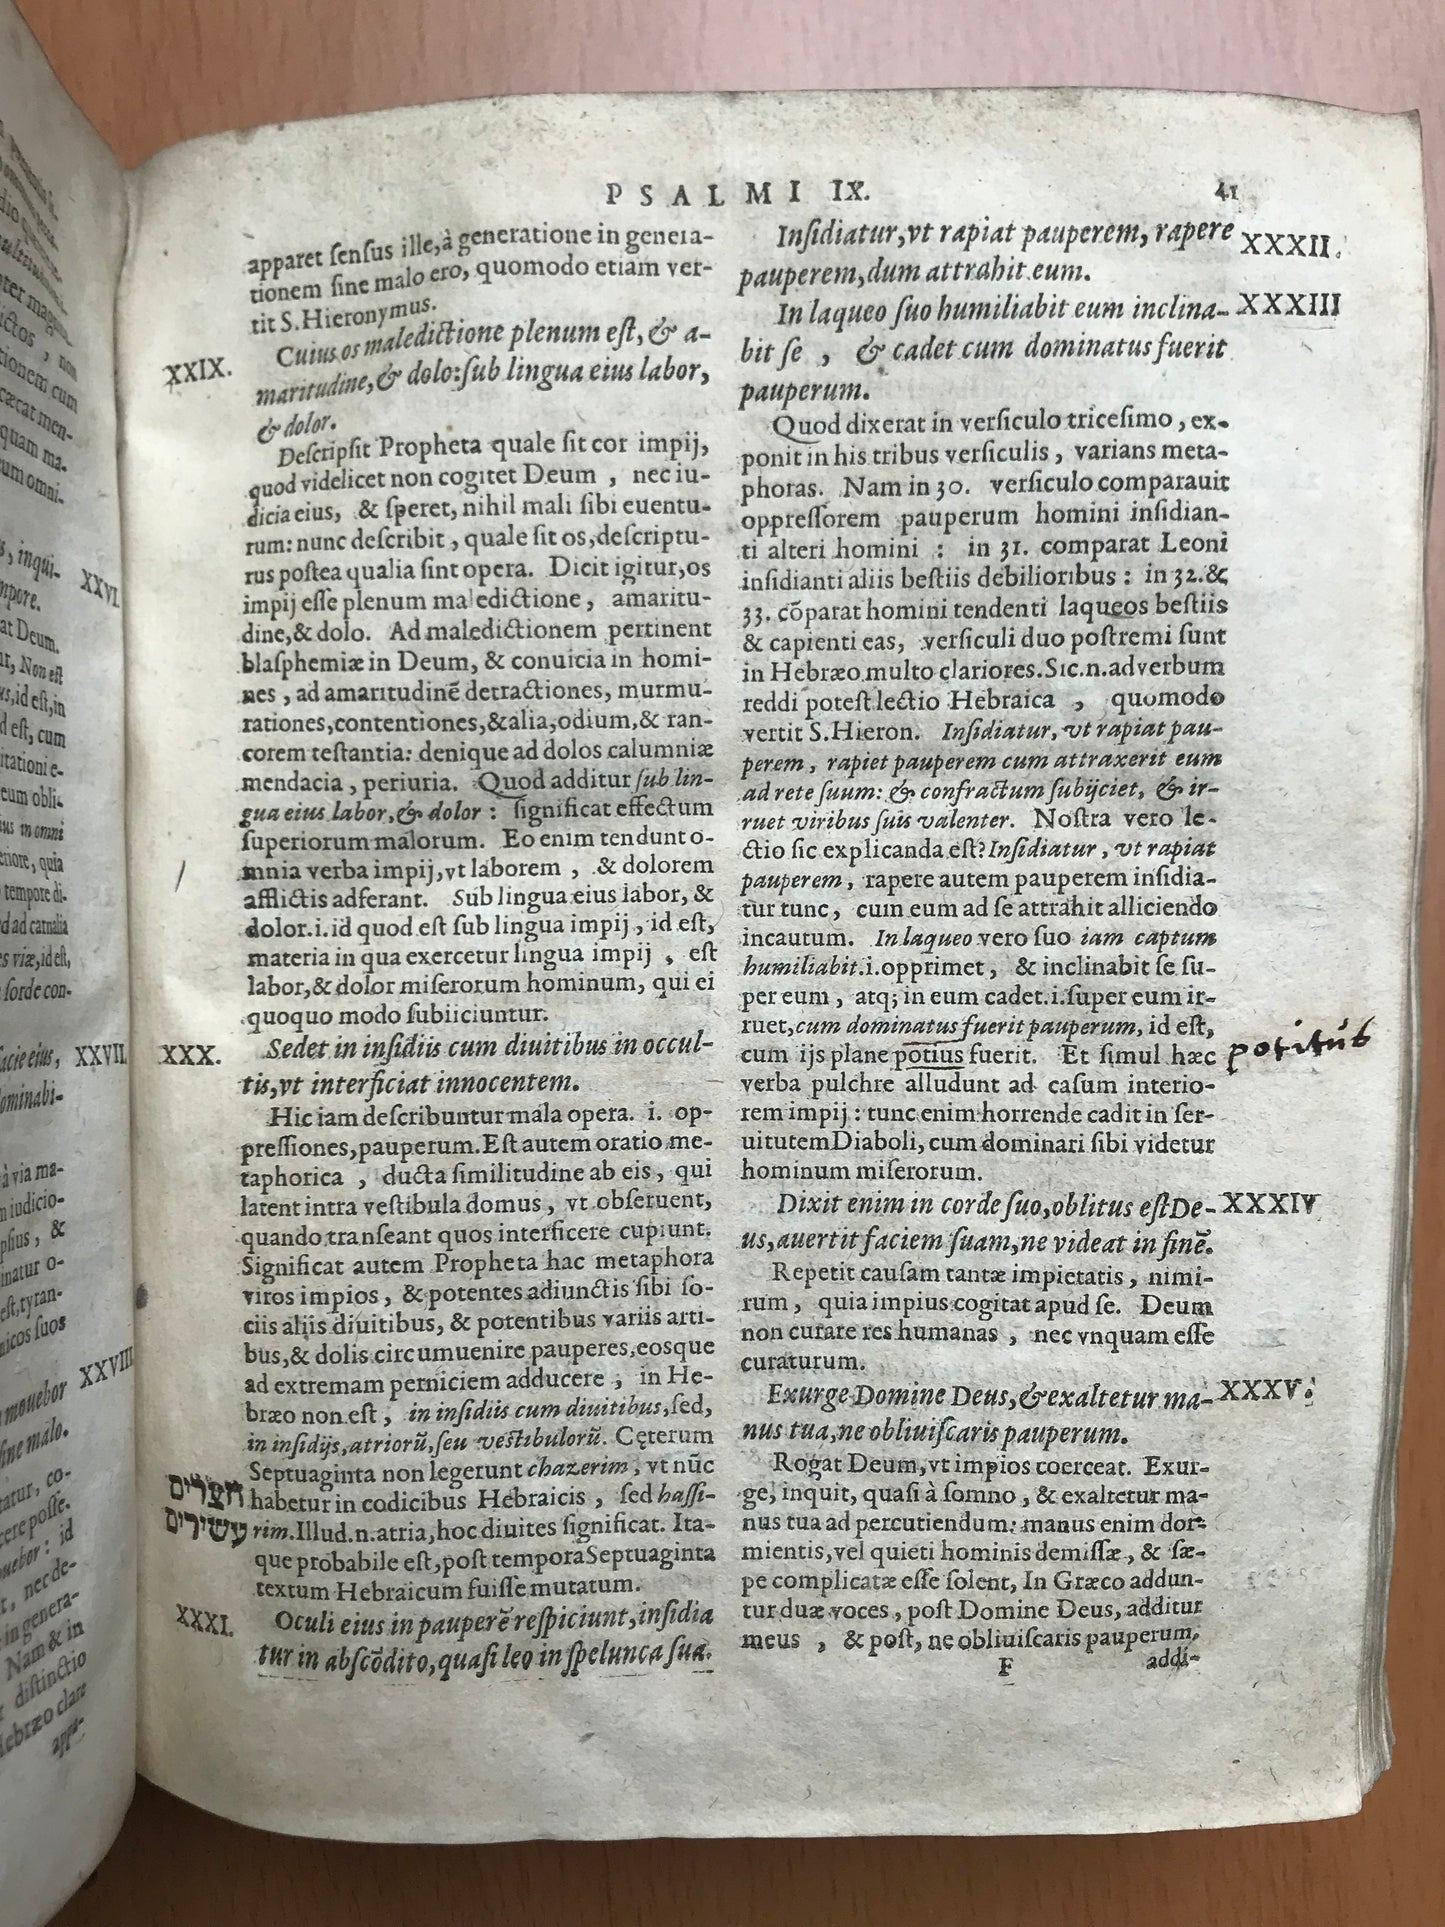 PSALMI IX.
41
apparet ſenſus ille, à generatione in genera-
tionem ſine malo ero, quomodo etiam ver-
tit S. Hieronymus.
XXIX.
Cuius os maledictione plenum eſt, & a-
maritudine, & dolo: ſub lingua eius labor,
& dolor.
Deſcripſit Propheta quale ſit cor impij,
quod videlicet non cogitet Deum, nec iu-
dicia eius, & ſperet, nihil mali ſibi euentu-
rum: nunc deſcribit, quale ſit os, deſcriptu-
rus poſtea qualia ſint opera. Dicit igitur, os
impij eſſe plenum maledictione, amaritu-
dine, & dolo. Ad maledictionem pertinent
blaſphemiæ in Deum, & conuicia in homi-
nes, ad amaritudinẽ detractiones, murmu-
rationes, contentiones, & alia, odium, & ran-
corem teſtantia: denique ad dolos calumniæ
mendacia, periuria. Quod additur ſub lin-
gua eius labor, & dolor: ſignificat effectum
ſuperiorum malorum. Eo enim tendunt o-
mnia verba impij, vt laborem, & dolorem
afflictis adferant. Sub lingua eius labor, &
dolor. i. id quod eſt ſub lingua impij, id eſt,
materia in qua exercetur lingua impij, eſt
labor, & dolor miſerorum hominum, qui ei
quoquo modo ſubiiciuntur.
XXX.
Sedet in inſidiis cum diuitibus in occul-
tis, vt interficiat innocentem.
Hic iam deſcribuntur mala opera. i. op-
preſſiones, pauperum. Eſt autem oratio me-
taphorica, ducta ſimilitudine ab eis, qui
latent intra veſtibula domus, vt obſeruent,
quando tranſeant quos interficere cupiunt.
Significat autem Propheta hac metaphora
viros impios, & potentes adiunctis ſibi ſo-
ciis aliis diuitibus, & potentibus variis arti-
bus, & dolis circumuenire pauperes, eosque
ad extremam perniciem adducere, in He-
bræo non eſt, in inſidiis cum diuitibus, ſed,
in inſidijs, atriorũ, ſeu veſtibulorũ. Cęterum
Septuaginta non legerunt chazerim, vt nũc
חצרים
habetur in codicibus Hebraicis, ſed haſſi-
עשירים
rim. Illud. n. atria, hoc diuites ſignificat. Ita-
que probabile eſt, poſt tempora Septuaginta
textum Hebraicum fuiſſe mutatum.
XXXI.
Oculi eius in pauperẽ reſpiciunt, inſidia
tur in abſcõdito, quaſi leo in ſpelunca ſua.
Inſidiatur, vt rapiat pauperem, rapere
XXXII.
pauperem, dum attrahit eum.
In laqueo ſuo humiliabit eum inclina-
XXXIII
bit ſe, & cadet cum dominatus fuerit
pauperum.
Quod dixerat in verſiculo triceſimo, ex-
ponit in his tribus verſiculis, varians meta-
phoras. Nam in 30. verſiculo comparauit
oppreſſorem pauperum homini inſidian-
ti alteri homini: in 31. comparat Leoni
inſidianti aliis beſtiis debilioribus: in 32. &
33. cõparat homini tendenti laqueos beſtiis
& capienti eas, verſiculi duo poſtremi ſunt
in Hebræo multo clariores. Sic. n. ad verbum
reddi poteſt lectio Hebraica, quomodo
vertit S. Hieron. Inſidiatur, vt rapiat pau-
perem, rapiet pauperem cum attraxerit eum
ad rete ſuum: & confractum ſubijciet, & ir-
ruet viribus ſuis valenter. Noſtra vero le-
ctio ſic explicanda eſt? Inſidiatur, vt rapiat
pauperem, rapere autem pauperem inſidia-
tur tunc, cum eum ad ſe attrahit alliciendo
incautum. In laqueo vero ſuo iam captum
humiliabit. i. opprimet, & inclinabit ſe ſu-
per eum, atq; in eum cadet. i. ſuper eum ir-
ruet, cum dominatus fuerit pauperum, id eſt,
cum ijs plane potius fuerit. Et ſimul hæc
potitus
verba pulchre alludunt ad caſum interio-
rem impij: tunc enim horrende cadit in ſer-
uitutem Diaboli, cum dominari ſibi videtur
hominum miſerorum.
Dixit enim in corde ſuo, oblitus eſt De-
XXXIV
us, auertit faciem ſuam, ne videat in finẽ.
Repetit cauſam tantæ impietatis, nimi-
rum, quia impius cogitat apud ſe. Deum
non curare res humanas, nec vnquam eſſe
curaturum.
Exurge Domine Deus, & exaltetur ma-
XXXV.
nus tua, ne obliuiſcaris pauperum.
Rogat Deum, vt impios coerceat. Exur-
ge, inquit, quaſi à ſomno, & exaltetur ma-
nus tua ad percutiendum: manus enim dor-
mientis, vel quieti hominis demiſſæ, & ſæ-
pe complicatæ eſſe ſolent, In Græco addun-
tur duæ voces, poſt Domine Deus, additur
meus, & poſt, ne obliuiſcaris pauperum,
F
addi-
XXVI.
XXVII.
XXVIII